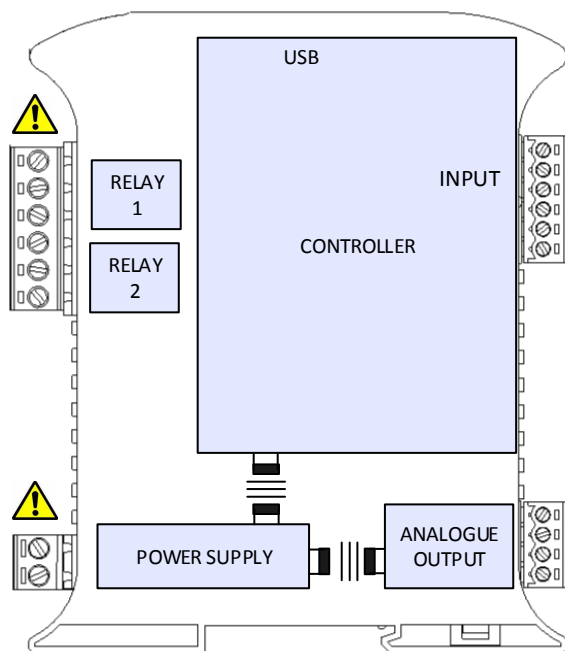 USB
RELAY
1
INPUT
CONTROLLER
RELAY
2
POWER SUPPLY
ANALOGUE
OUTPUT